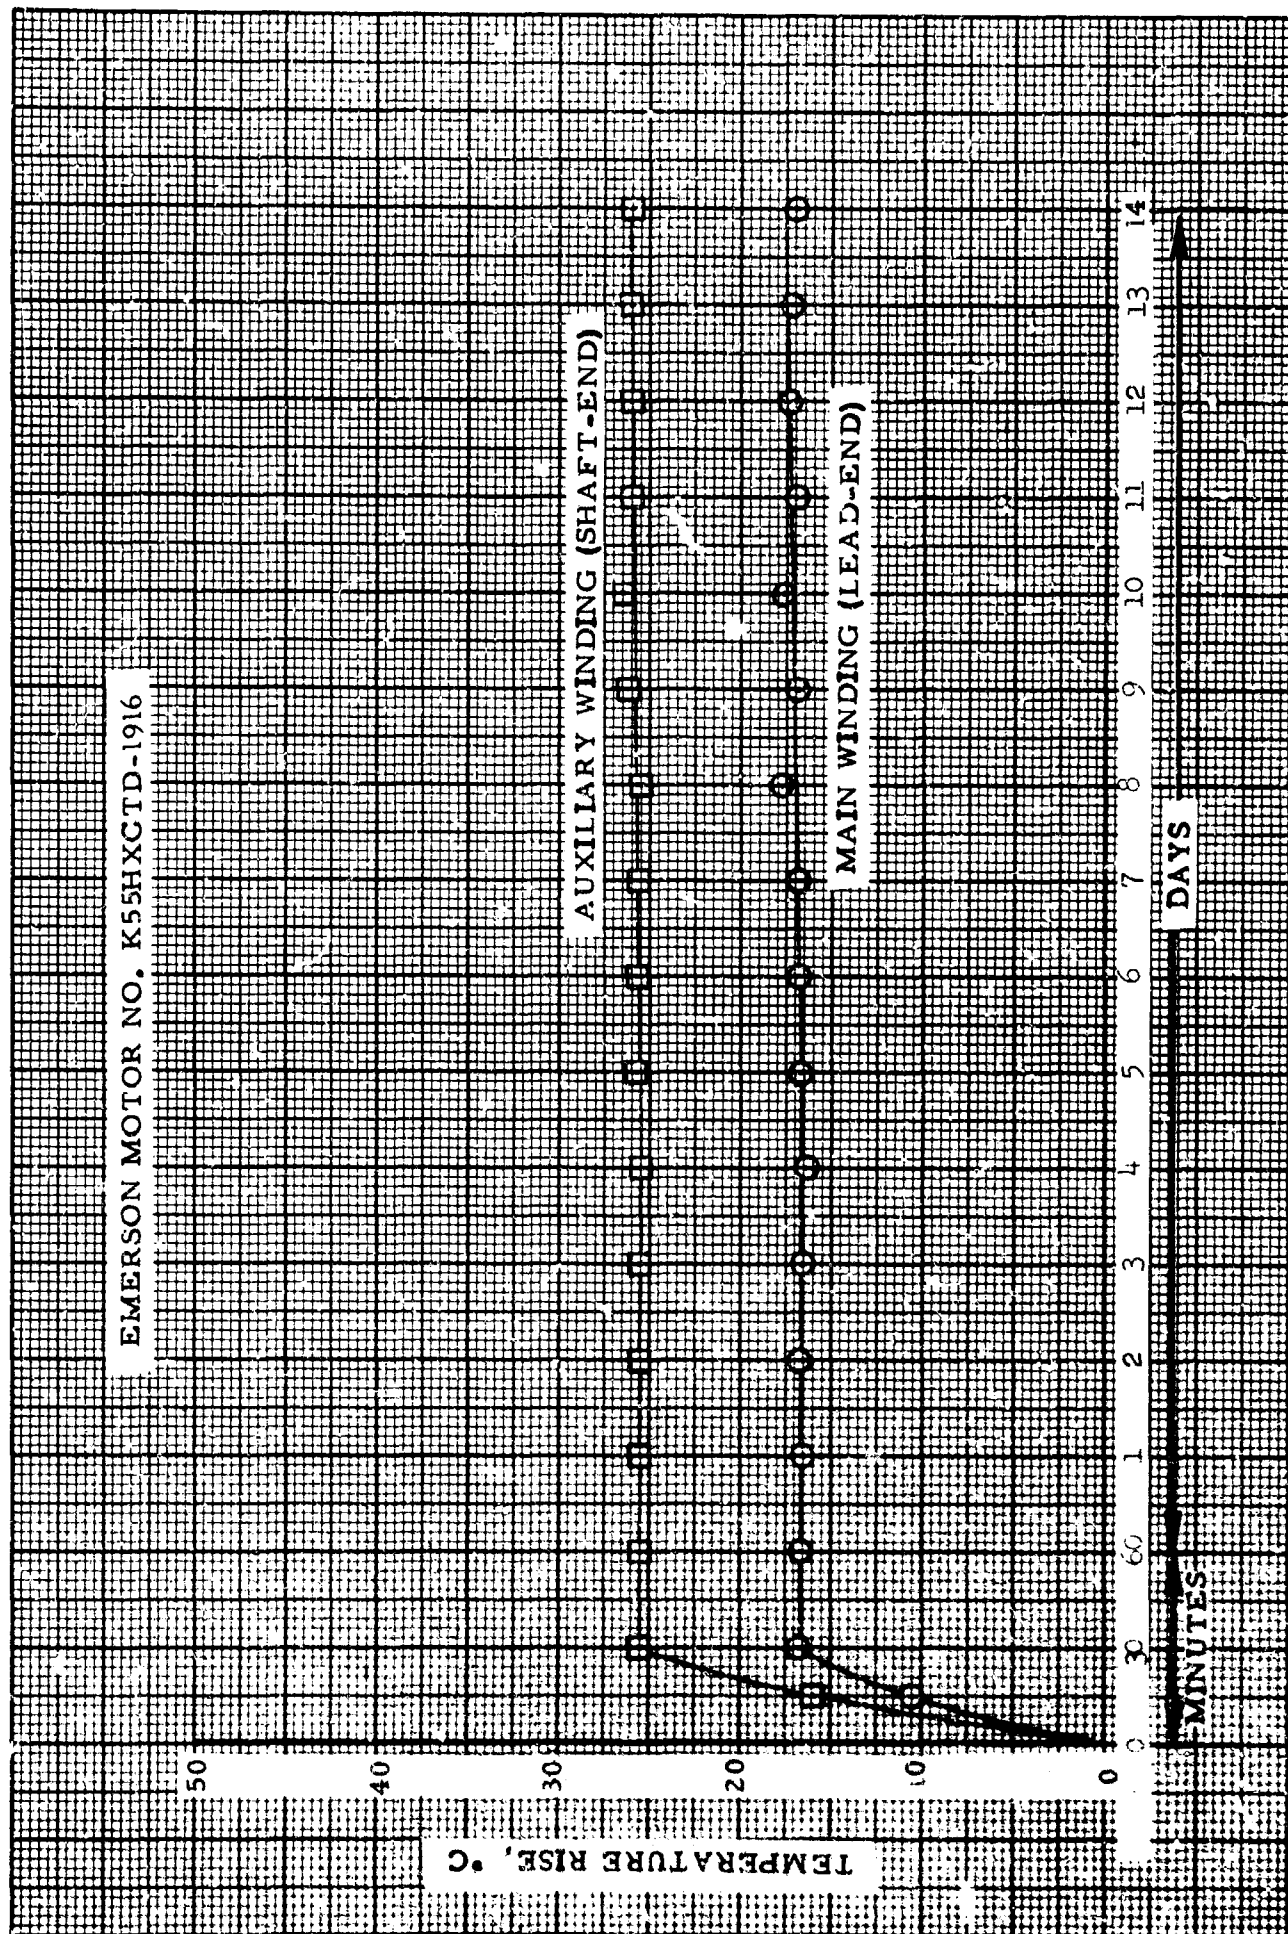 EMERSON MOTOR NO. K55HXCTD-1916
50
40
30
20
10
0
TEMPERATURE RISE, °C
AUXILIARY WINDING (SHAFT-END)
MAIN WINDING (LEAD-END)
0 30 60 1 2 3 4 5 6 7 8 9 10 11 12 13 14
MINUTES DAYS